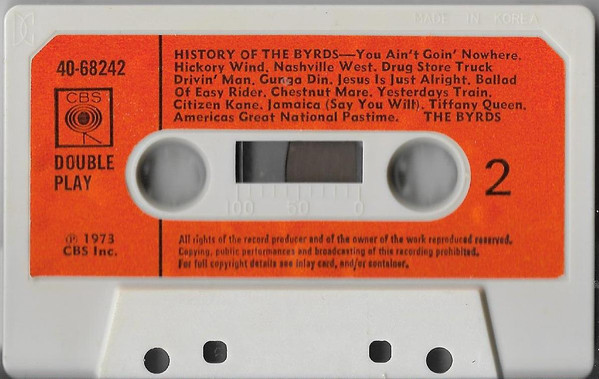 MADE IN KOREA
HISTORY OF THE BYRDS—You Ain't Goin' Nowhere.
Hickory Wind, Nashville West. Drug Store Truck
Drivin' Man, Gunga Din. Jesus Is Just Alright. Ballad
Of Easy Rider, Chestnut Mare. Yesterdays Train.
Citizen Kane. Jamaica (Say You Will). Tiffany Queen.
Americas Great National Pastime. THE BYRDS
40-68242
CBS
DOUBLE
PLAY
2
100 50 0
℗ 1973
CBS Inc.
All rights of the record producer and of the owner of the work reproduced reserved.
Copying, public performances and broadcasting of this recording prohibited.
For full copyright details see inlay card, and/or container.